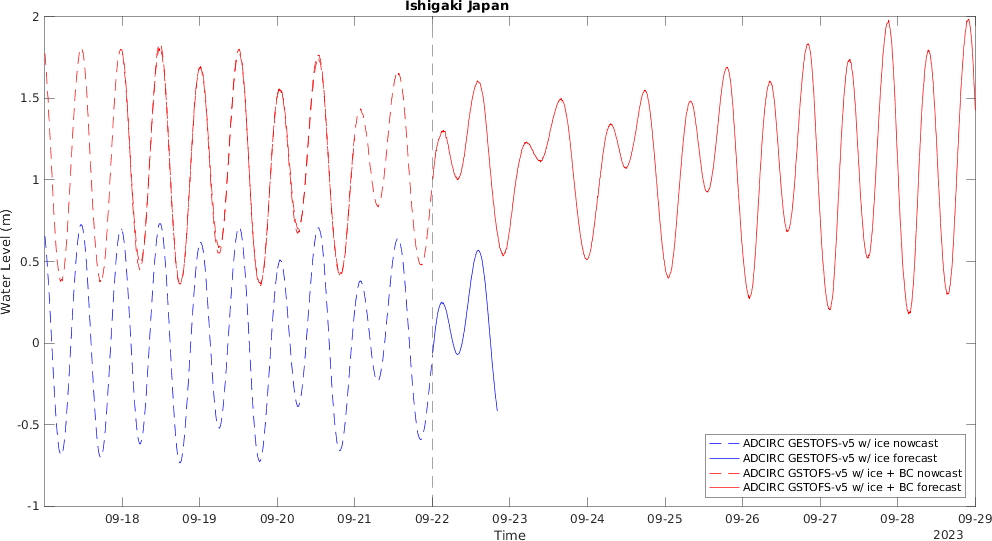 Ishigaki Japan
Water Level (m)
2
1.5
1
0.5
0
-0.5
-1
ADCIRC GESTOFS-v5 w/ ice nowcast
ADCIRC GESTOFS-v5 w/ ice forecast
ADCIRC GSTOFS-v5 w/ ice + BC nowcast
ADCIRC GSTOFS-v5 w/ ice + BC forecast
09-18 09-19 09-20 09-21 09-22 09-23 09-24 09-25 09-26 09-27 09-28 09-29
Time 2023